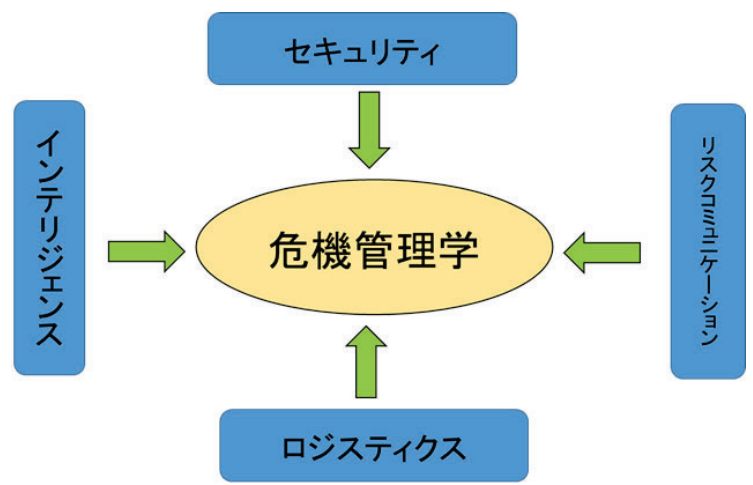 セキュリティ
インテリジェンス
危機管理学
リスクコミュニケーション
ロジスティクス